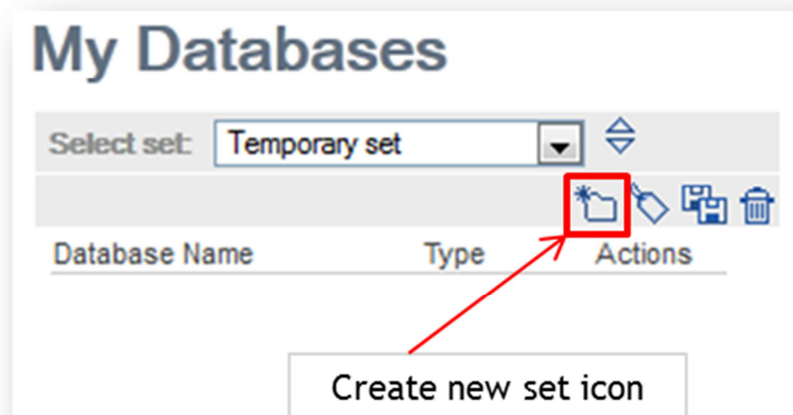 My Databases
Select set: Temporary set
Database Name Type Actions
Create new set icon